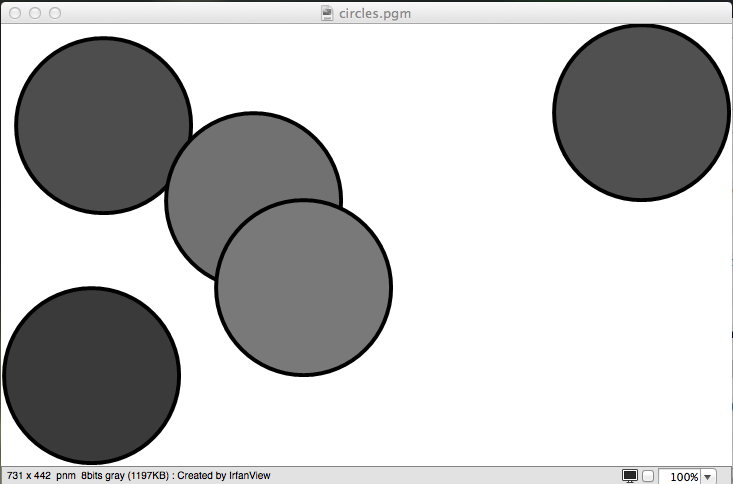 circles.pgm
731 x 442 pnm 8bits gray (1197KB) : Created by IrfanView
100%